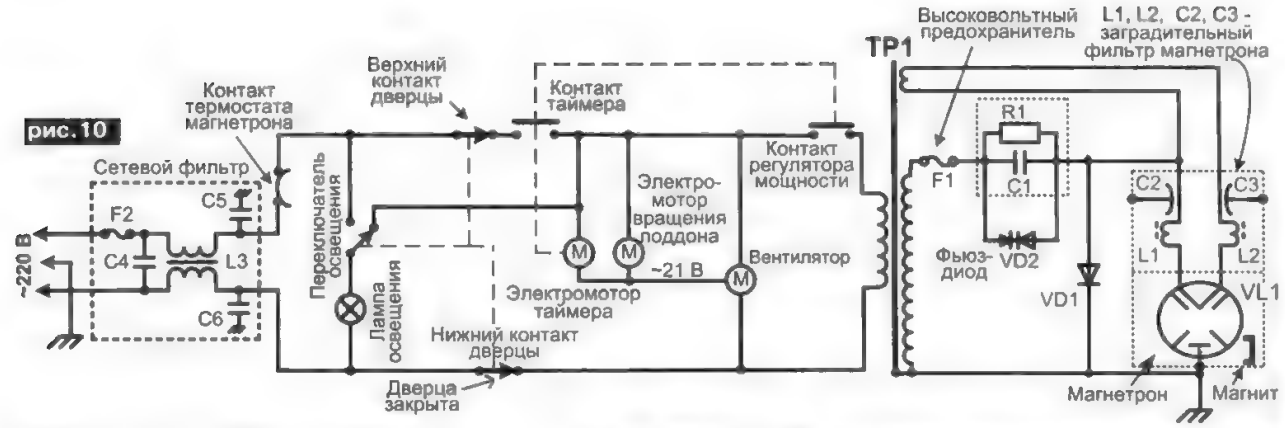 рис.10
Сетевой фильтр
F2
C5
C4
L3
C6
~220 В
Контакт
термостата
магнетрона
Переключатель
освещения
Лампа
освещения
Верхний
контакт
дверцы
Контакт
таймера
Электро-
мотор
вращения
поддона
М
М
М
~21 В
Вентилятор
Электромотор
таймера
Нижний контакт
дверцы
Дверца
закрыта
Контакт
регулятора
мощности
ТР1
Высоковольтный
предохранитель
F1
R1
C1
Фьюз-
диод
VD2
VD1
L1, L2, C2, C3 -
заградительный
фильтр магнетрона
C2
C3
L1
L2
VL1
Магнетрон
Магнит